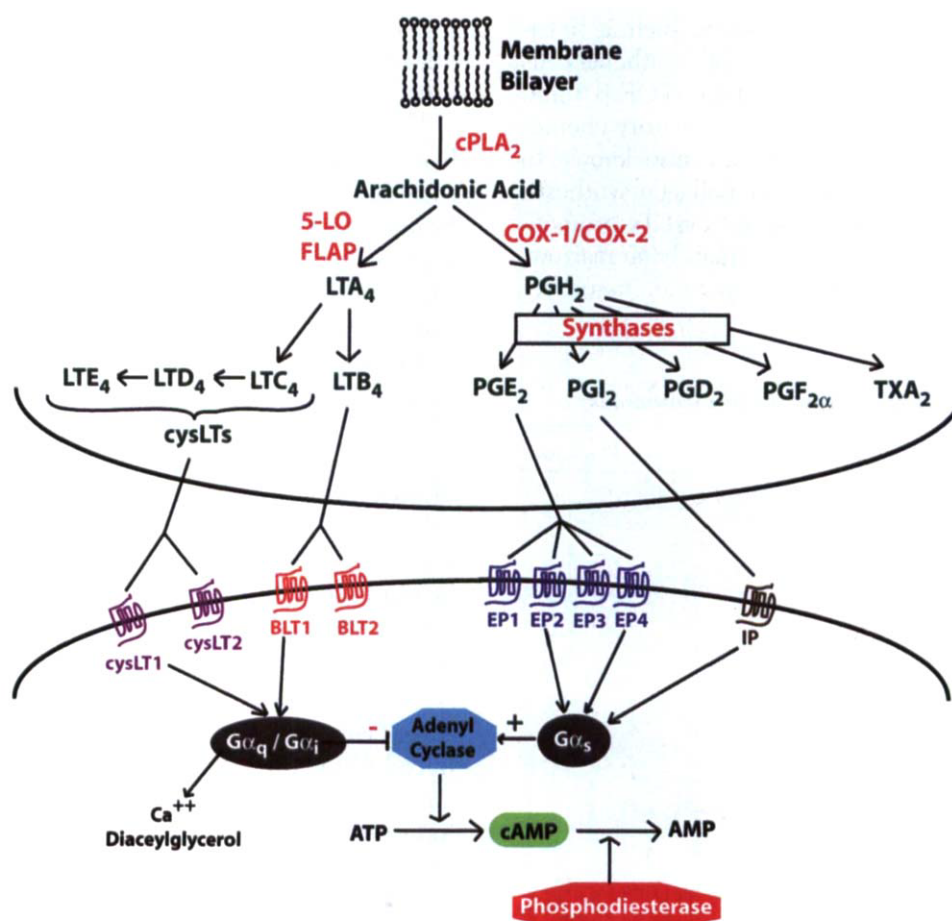 Membrane
Bilayer
cPLA₂
Arachidonic Acid
5-LO
FLAP
COX-1/COX-2
LTA₄
PGH₂
Synthases
LTE₄
LTD₄
LTC₄
LTB₄
PGE₂
PGI₂
PGD₂
PGF₂α
TXA₂
cysLTs
cysLT1
cysLT2
BLT1
BLT2
EP1
EP2
EP3
EP4
IP
Gαq / Gαi
-
Adenyl
Cyclase
+
Gαs
Ca⁺⁺
Diaceylglycerol
ATP
cAMP
AMP
Phosphodiesterase